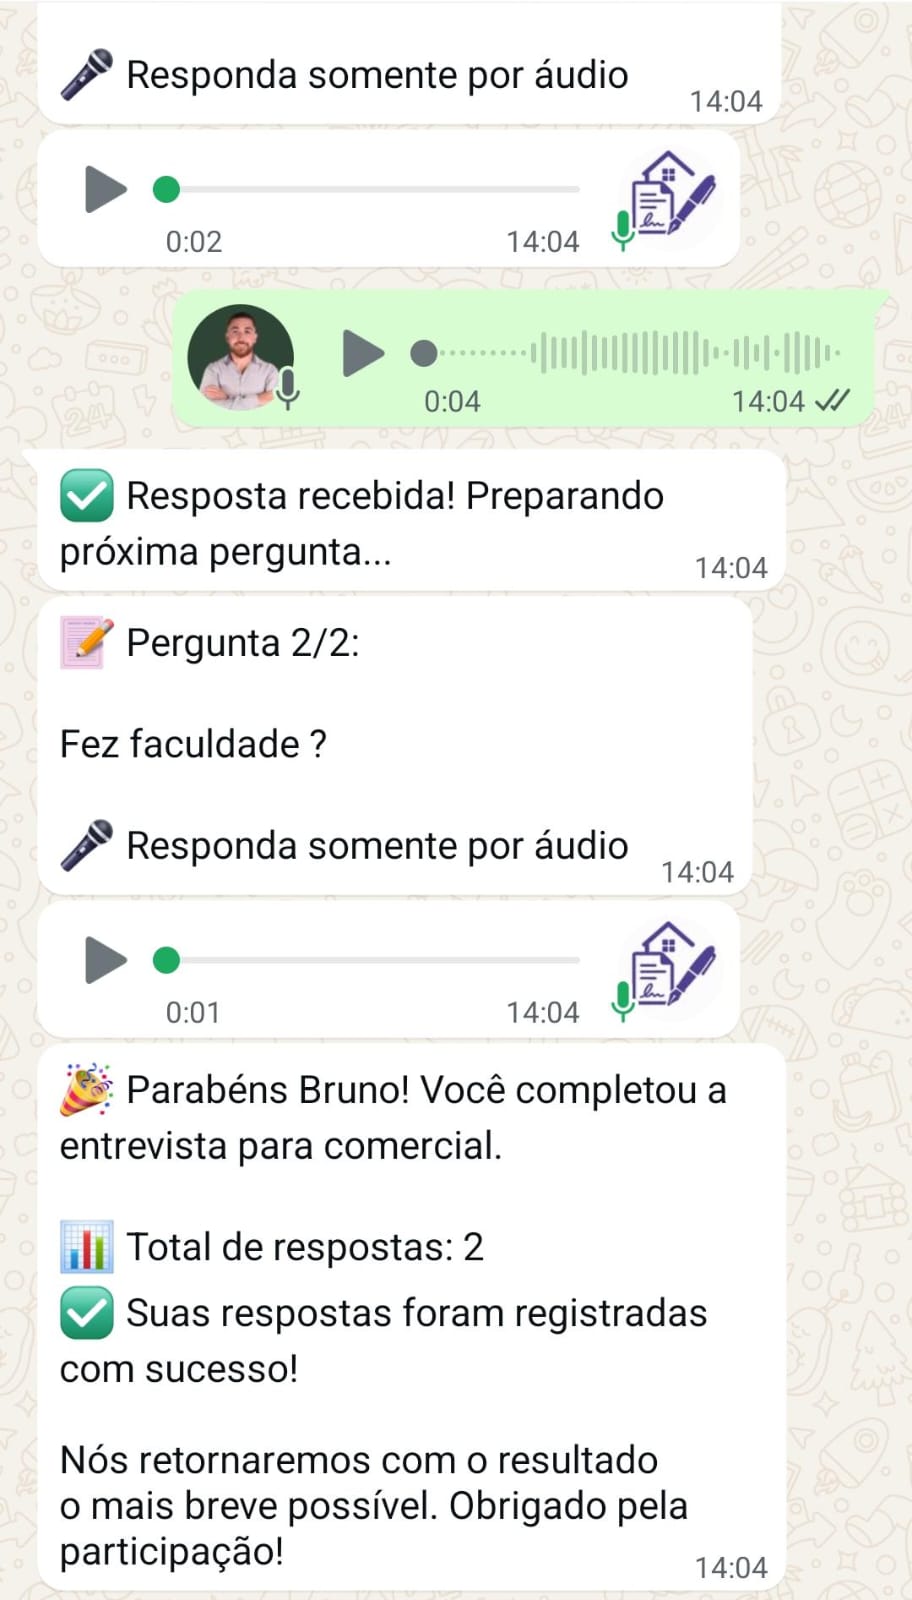 Responda somente por áudio
14:04
0:02
14:04
0:04
14:04
Resposta recebida! Preparando
próxima pergunta...
14:04
Pergunta 2/2:
Fez faculdade ?
Responda somente por áudio
14:04
0:01
14:04
Parabéns Bruno! Você completou a
entrevista para comercial.
Total de respostas: 2
Suas respostas foram registradas
com sucesso!
Nós retornaremos com o resultado
o mais breve possível. Obrigado pela
participação!
14:04